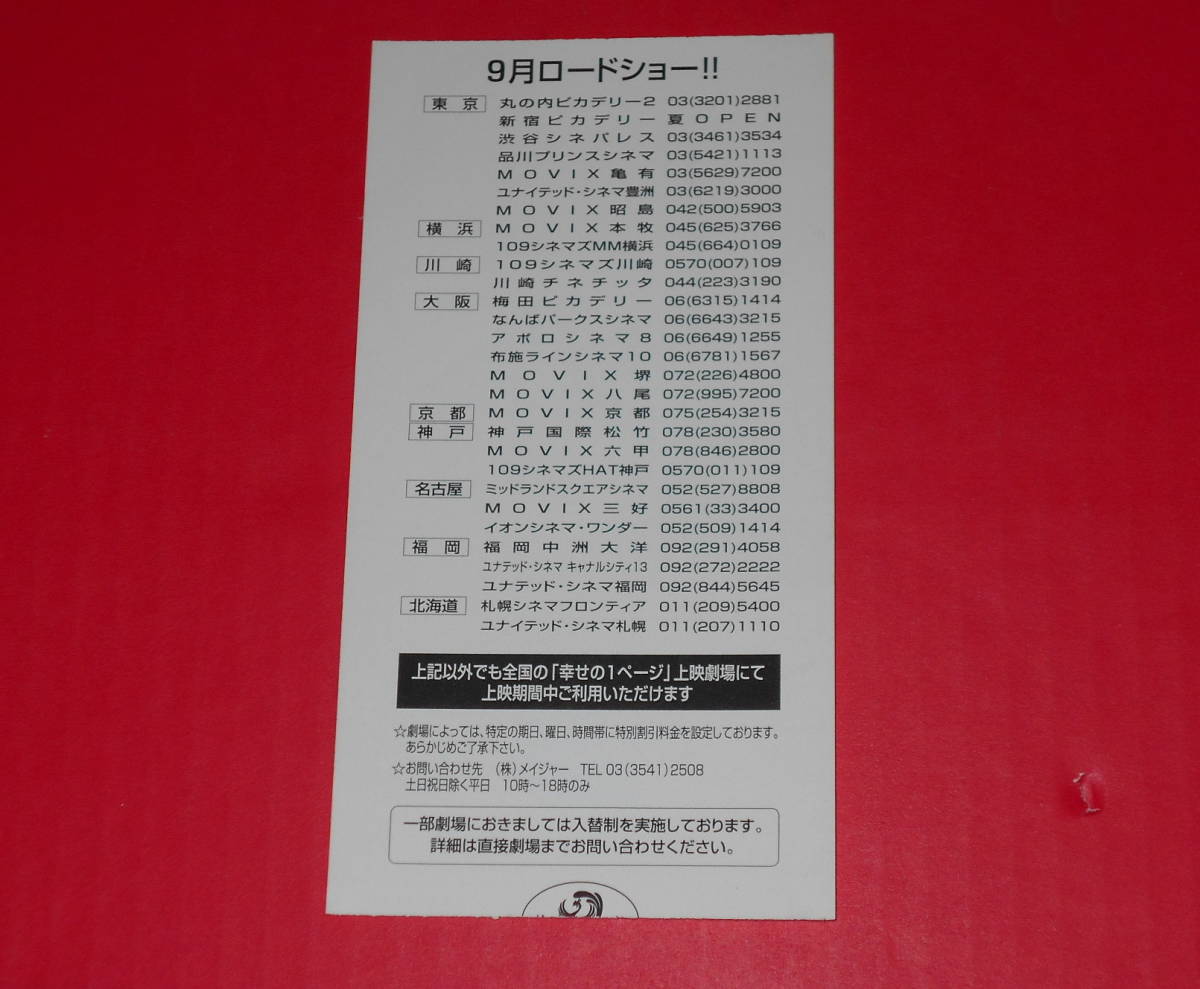 9月ロードショー!!
東京 丸の内ピカデリー2 03(3201)2881
新宿ピカデリー 夏OPEN
渋谷シネパレス 03(3461)3534
品川プリンスシネマ 03(5421)1113
MOVIX亀有 03(5629)7200
ユナイテッド・シネマ豊洲 03(6219)3000
MOVIX昭島 042(500)5903
横浜 MOVIX本牧 045(625)3766
109シネマズMM横浜 045(664)0109
川崎 109シネマズ川崎 0570(007)109
川崎チネチッタ 044(223)3190
大阪 梅田ピカデリー 06(6315)1414
なんばパークスシネマ 06(6643)3215
アポロシネマ8 06(6649)1255
布施ラインシネマ10 06(6781)1567
MOVIX堺 072(226)4800
MOVIX八尾 072(995)7200
京都 MOVIX京都 075(254)3215
神戸 神戸国際松竹 078(230)3580
MOVIX六甲 078(846)2800
109シネマズHAT神戸 0570(011)109
名古屋 ミッドランドスクエアシネマ 052(527)8808
MOVIX三好 0561(33)3400
イオンシネマ・ワンダー 052(509)1414
福岡 福岡中洲大洋 092(291)4058
ユナテッド・シネマ キャナルシティ13 092(272)2222
ユナテッド・シネマ福岡 092(844)5645
北海道 札幌シネマフロンティア 011(209)5400
ユナイテッド・シネマ札幌 011(207)1110
上記以外でも全国の「幸せの1ページ」上映劇場にて
上映期間中ご利用いただけます
☆劇場によっては、特定の期日、曜日、時間帯に特別割引料金を設定しております。
あらかじめご了承下さい。
☆お問い合わせ先 (株)メイジャー TEL 03(3541)2508
土日祝日除く平日 10時〜18時のみ
一部劇場におきましては入替制を実施しております。
詳細は直接劇場までお問い合わせください。